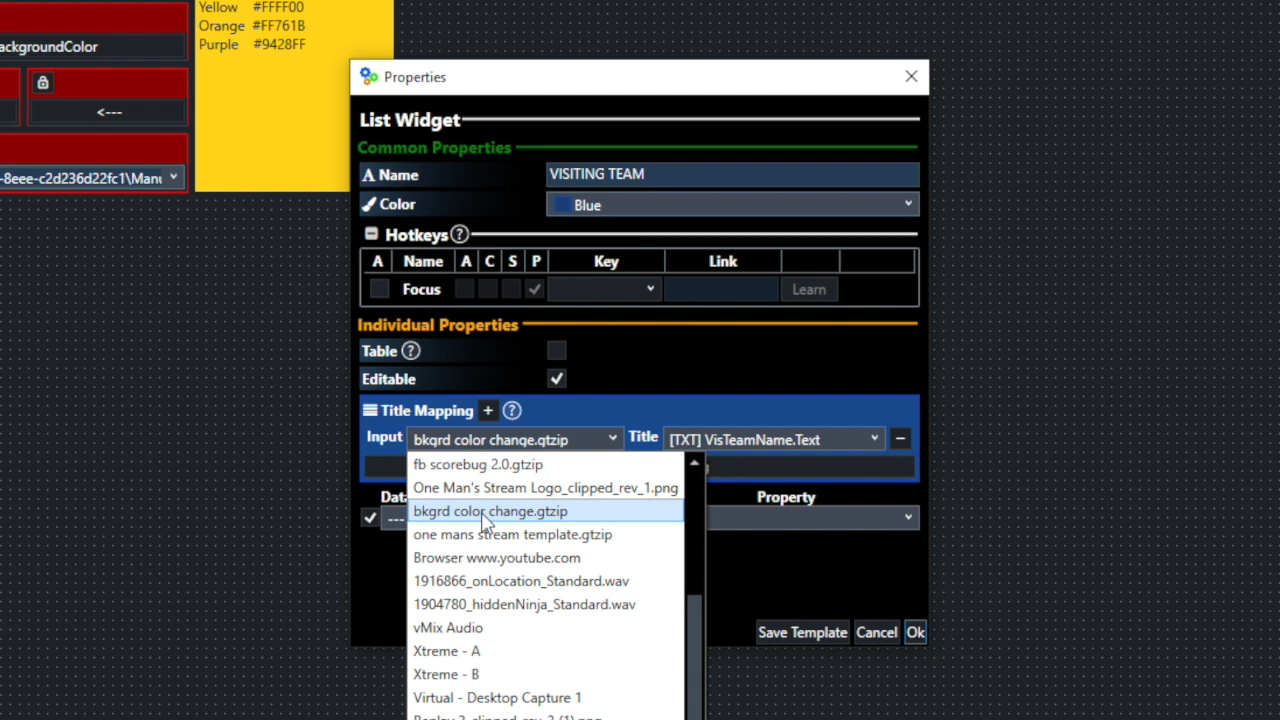 Yellow #FFFF00
Orange #FF761B
Purple #9428FF
ackgroundColor
<---
-8eee-c2d236d22fc1\Manu
Properties
List Widget
Common Properties
A Name VISITING TEAM
Color Blue
Hotkeys ?
A Name A C S P Key Link
Focus Learn
Individual Properties
Table ?
Editable
Title Mapping + ?
Input bkgrd color change.gtzip Title [TXT] VisTeamName.Text −
fb scorebug 2.0.gtzip
One Man's Stream Logo_clipped_rev_1.png
Data Property
bkgrd color change.gtzip
---
one mans stream template.gtzip
Browser www.youtube.com
1916866_onLocation_Standard.wav
1904780_hiddenNinja_Standard.wav
vMix Audio
Save Template Cancel Ok
Xtreme - A
Xtreme - B
Virtual - Desktop Capture 1